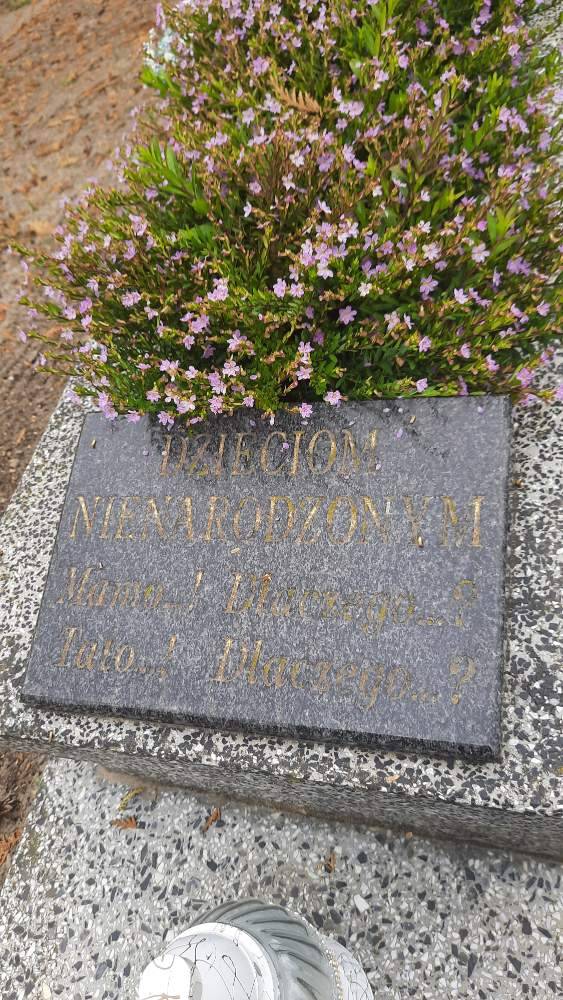 DZIECIOM
NIENARODZONYM
Mamo...! Dlaczego...?
Tato...! Dlaczego...?